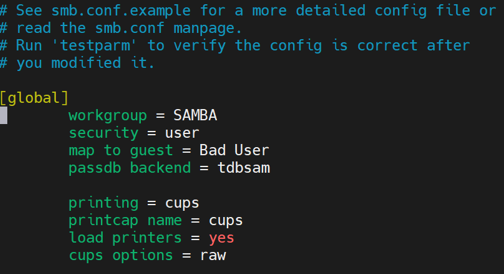 # See smb.conf.example for a more detailed config file or
# read the smb.conf manpage.
# Run 'testparm' to verify the config is correct after
# you modified it.
[global]
workgroup = SAMBA
security = user
map to guest = Bad User
passdb backend = tdbsam
printing = cups
printcap name = cups
load printers = yes
cups options = raw